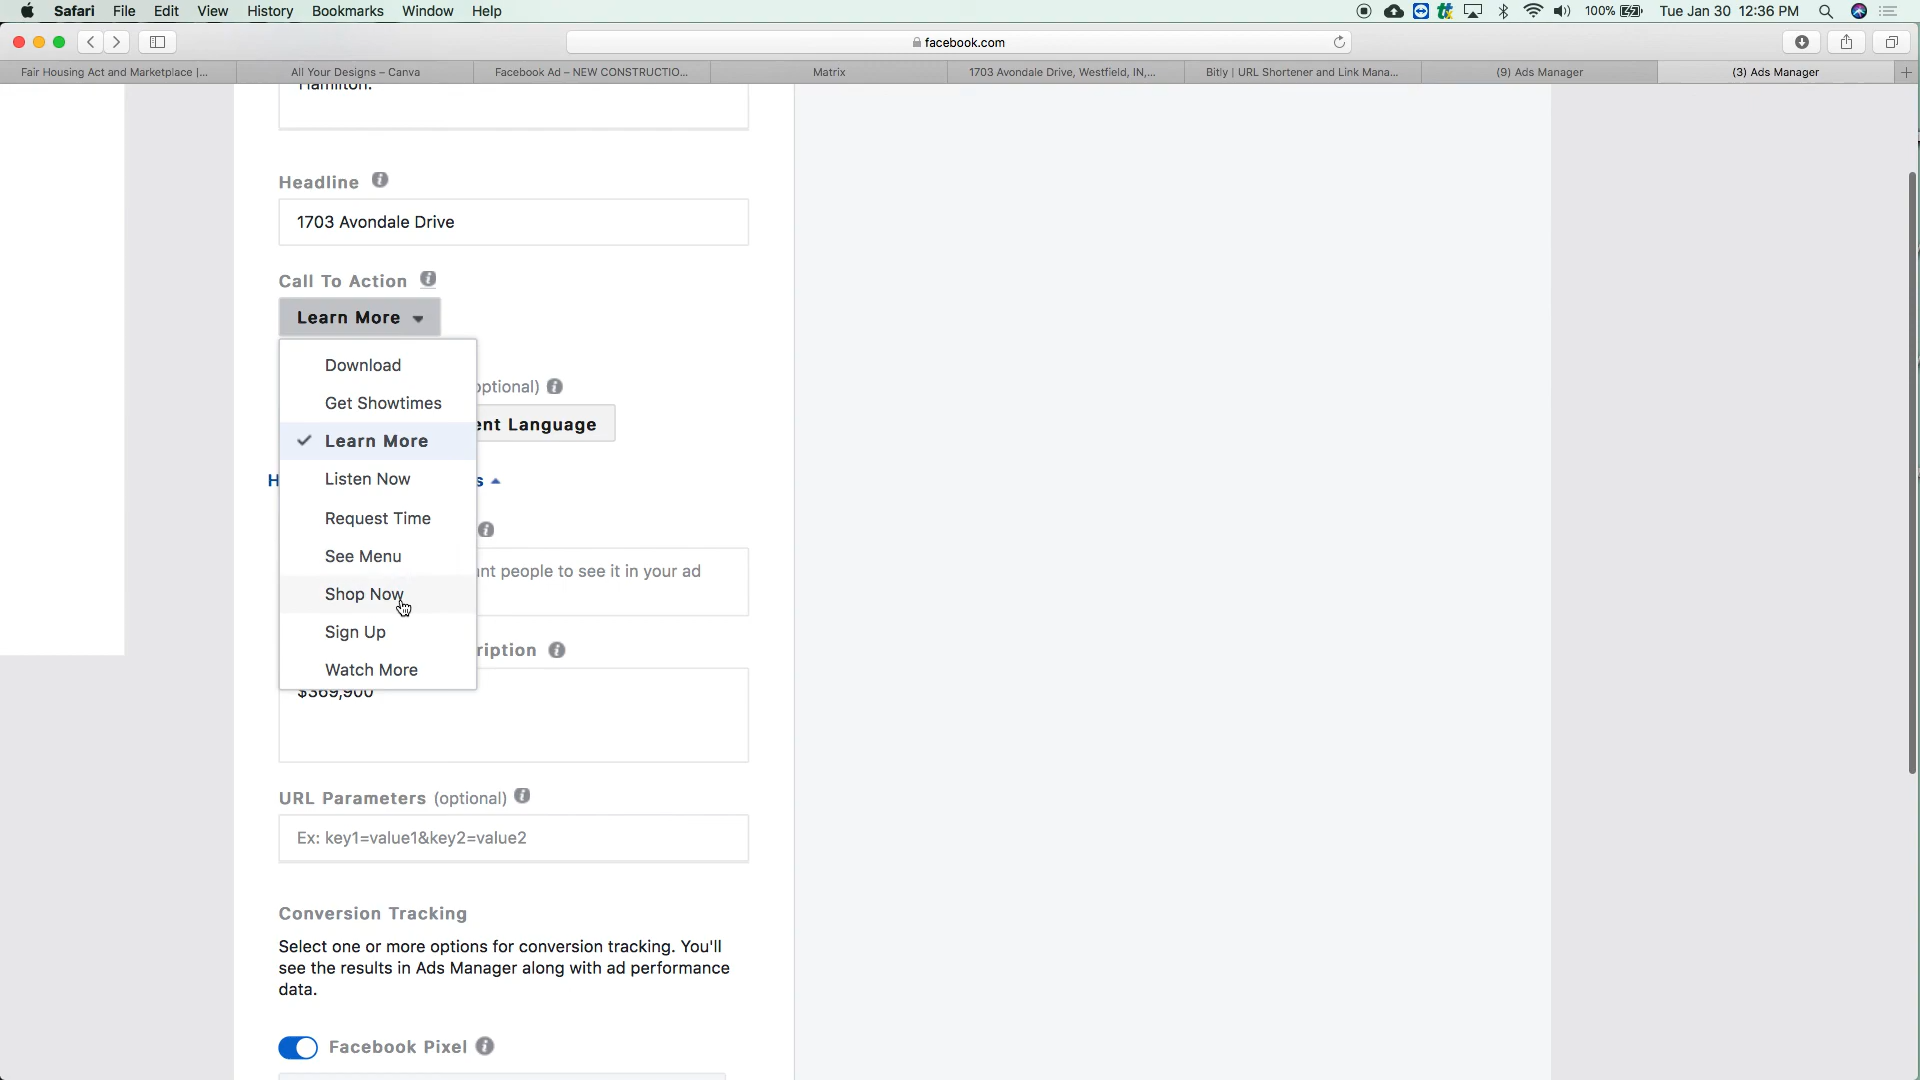 Safari File Edit View History Bookmarks Window Help 100% Tue Jan 30 12:36 PM
facebook.com
Fair Housing Act and Marketplace |... All Your Designs – Canva Facebook Ad – NEW CONSTRUCTIO... Matrix 1703 Avondale Drive, Westfield, IN,... Bitly | URL Shortener and Link Mana... (9) Ads Manager (3) Ads Manager
Hamilton.
Headline
1703 Avondale Drive
Call To Action
Learn More
Download
(optional)
Get Showtimes
ent Language
Learn More
Listen Now
Request Time
See Menu
nt people to see it in your ad
Shop Now
Sign Up
ription
Watch More
$369,900
URL Parameters (optional)
Ex: key1=value1&key2=value2
Conversion Tracking
Select one or more options for conversion tracking. You'll
see the results in Ads Manager along with ad performance
data.
Facebook Pixel